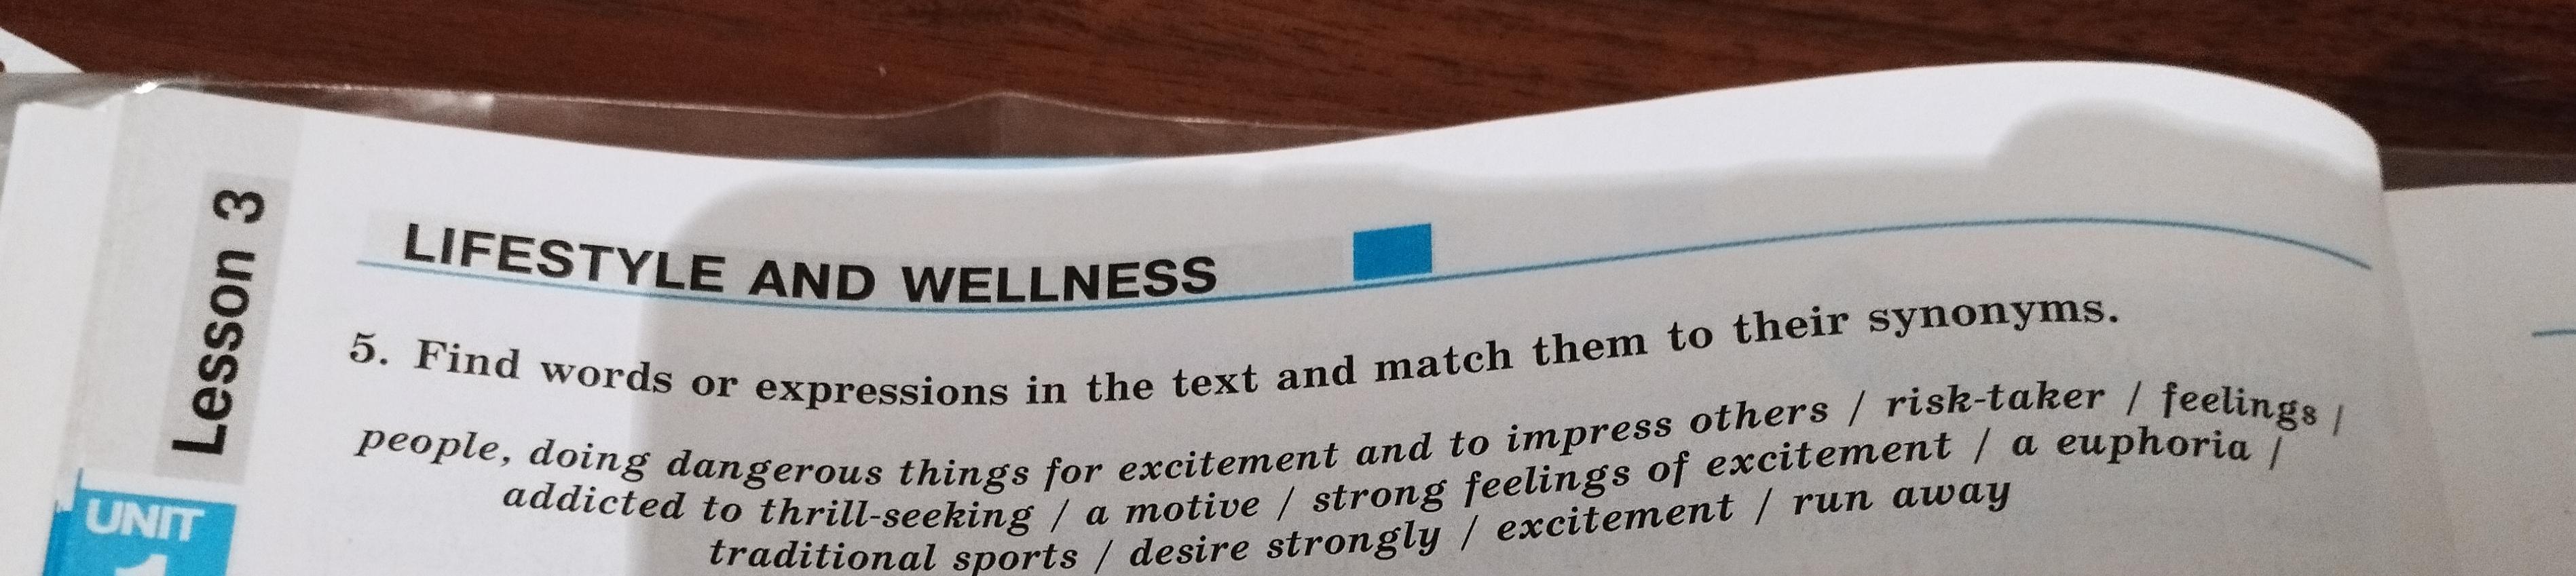 Lesson 3
LIFESTYLE AND WELLNESS
5. Find words or expressions in the text and match them to their synonyms.
people, doing dangerous things for excitement and to impress others / risk-taker / feelings /
addicted to thrill-seeking / a motive / strong feelings of excitement / a euphoria /
traditional sports / desire strongly / excitement / run away
UNIT
1